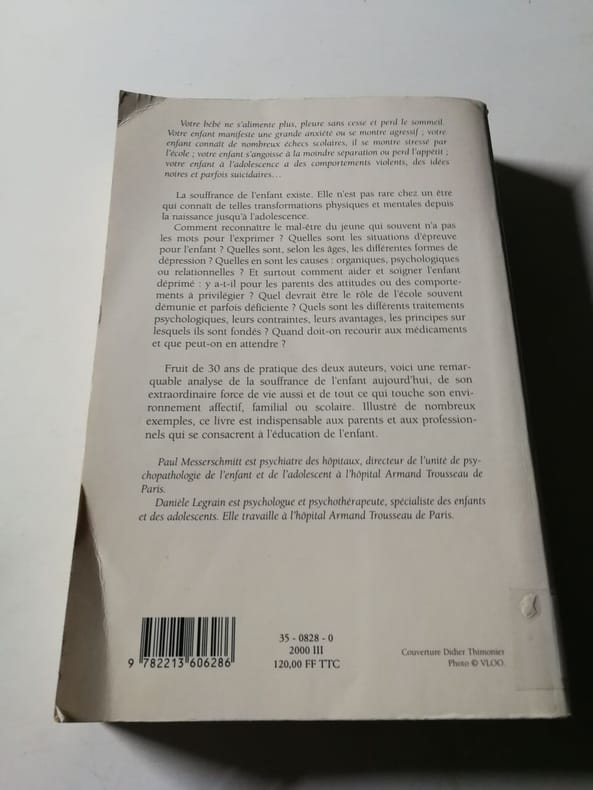 Votre bébé ne s'alimente plus, pleure sans cesse et perd le sommeil.
Votre enfant manifeste une grande anxiété ou se montre agressif ; votre
enfant connaît de nombreux échecs scolaires, il se montre stressé par
l'école ; votre enfant s'angoisse à la moindre séparation ou perd l'appétit ;
votre enfant à l'adolescence a des comportements violents, des idées
noires et parfois suicidaires…
La souffrance de l'enfant existe. Elle n'est pas rare chez un être
qui connaît de telles transformations physiques et mentales depuis
la naissance jusqu'à l'adolescence.
Comment reconnaître le mal-être du jeune qui souvent n'a pas
les mots pour l'exprimer ? Quelles sont les situations d'épreuve
pour l'enfant ? Quelles sont, selon les âges, les différentes formes de
dépression ? Quelles en sont les causes : organiques, psychologiques
ou relationnelles ? Et surtout comment aider et soigner l'enfant
déprimé : y a-t-il pour les parents des attitudes ou des comporte-
ments à privilégier ? Quel devrait être le rôle de l'école souvent
démunie et parfois déficiente ? Quels sont les différents traitements
psychologiques, leurs contraintes, leurs avantages, les principes sur
lesquels ils sont fondés ? Quand doit-on recourir aux médicaments
et que peut-on en attendre ?
Fruit de 30 ans de pratique des deux auteurs, voici une remar-
quable analyse de la souffrance de l'enfant aujourd'hui, de son
extraordinaire force de vie aussi et de tout ce qui touche son envi-
ronnement affectif, familial ou scolaire. Illustré de nombreux
exemples, ce livre est indispensable aux parents et aux profession-
nels qui se consacrent à l'éducation de l'enfant.
Paul Messerschmitt est psychiatre des hôpitaux, directeur de l'unité de psy-
chopathologie de l'enfant et de l'adolescent à l'hôpital Armand Trousseau de
Paris.
Danièle Legrain est psychologue et psychothérapeute, spécialiste des enfants
et des adolescents. Elle travaille à l'hôpital Armand Trousseau de Paris.
9 782213 606286
35 - 0828 - 0
2000 III
120,00 FF TTC
Couverture Didier Thimonier
Photo © VLOO.